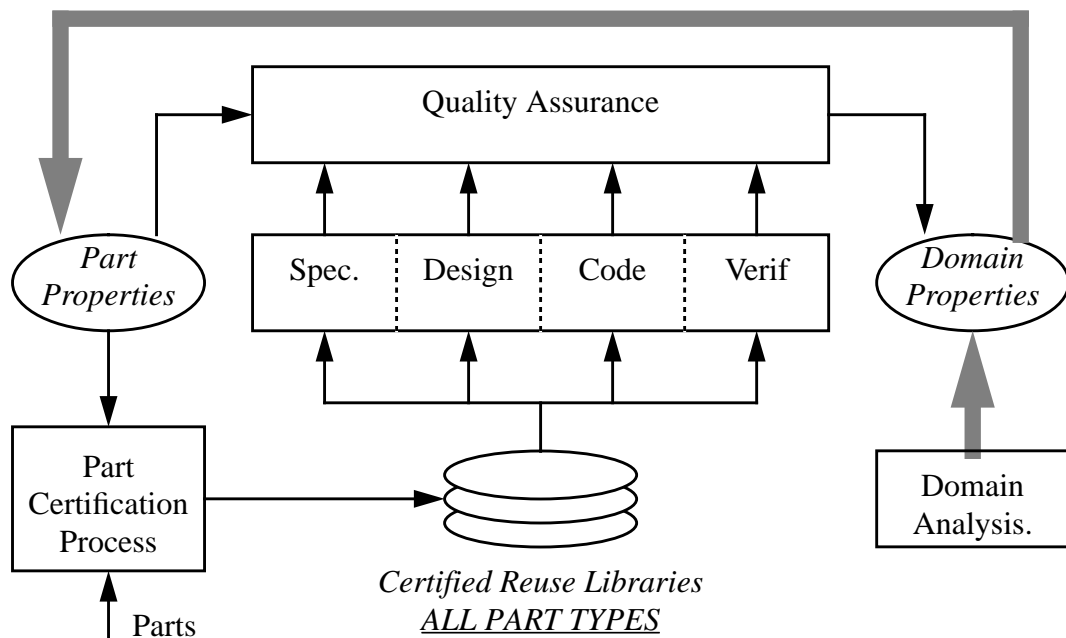 Quality Assurance
Part
Properties
Spec.
Design
Code
Verif
Domain
Properties
Part
Certification
Process
Domain
Analysis.
Certified Reuse Libraries
ALL PART TYPES
Parts